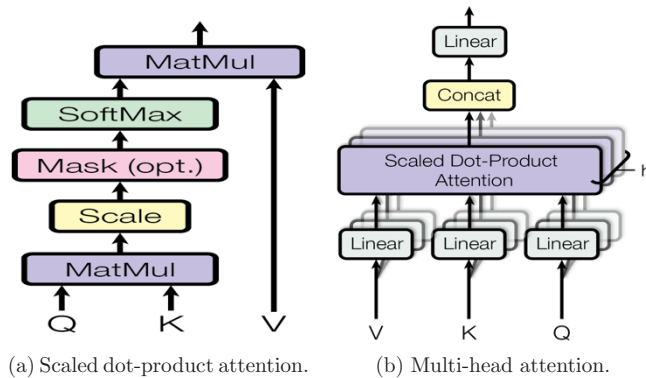 MatMul
SoftMax
Mask (opt.)
Scale
MatMul
Q K V
(a) Scaled dot-product attention.
Linear
Concat
Scaled Dot-Product
Attention
h
Linear Linear Linear
V K Q
(b) Multi-head attention.